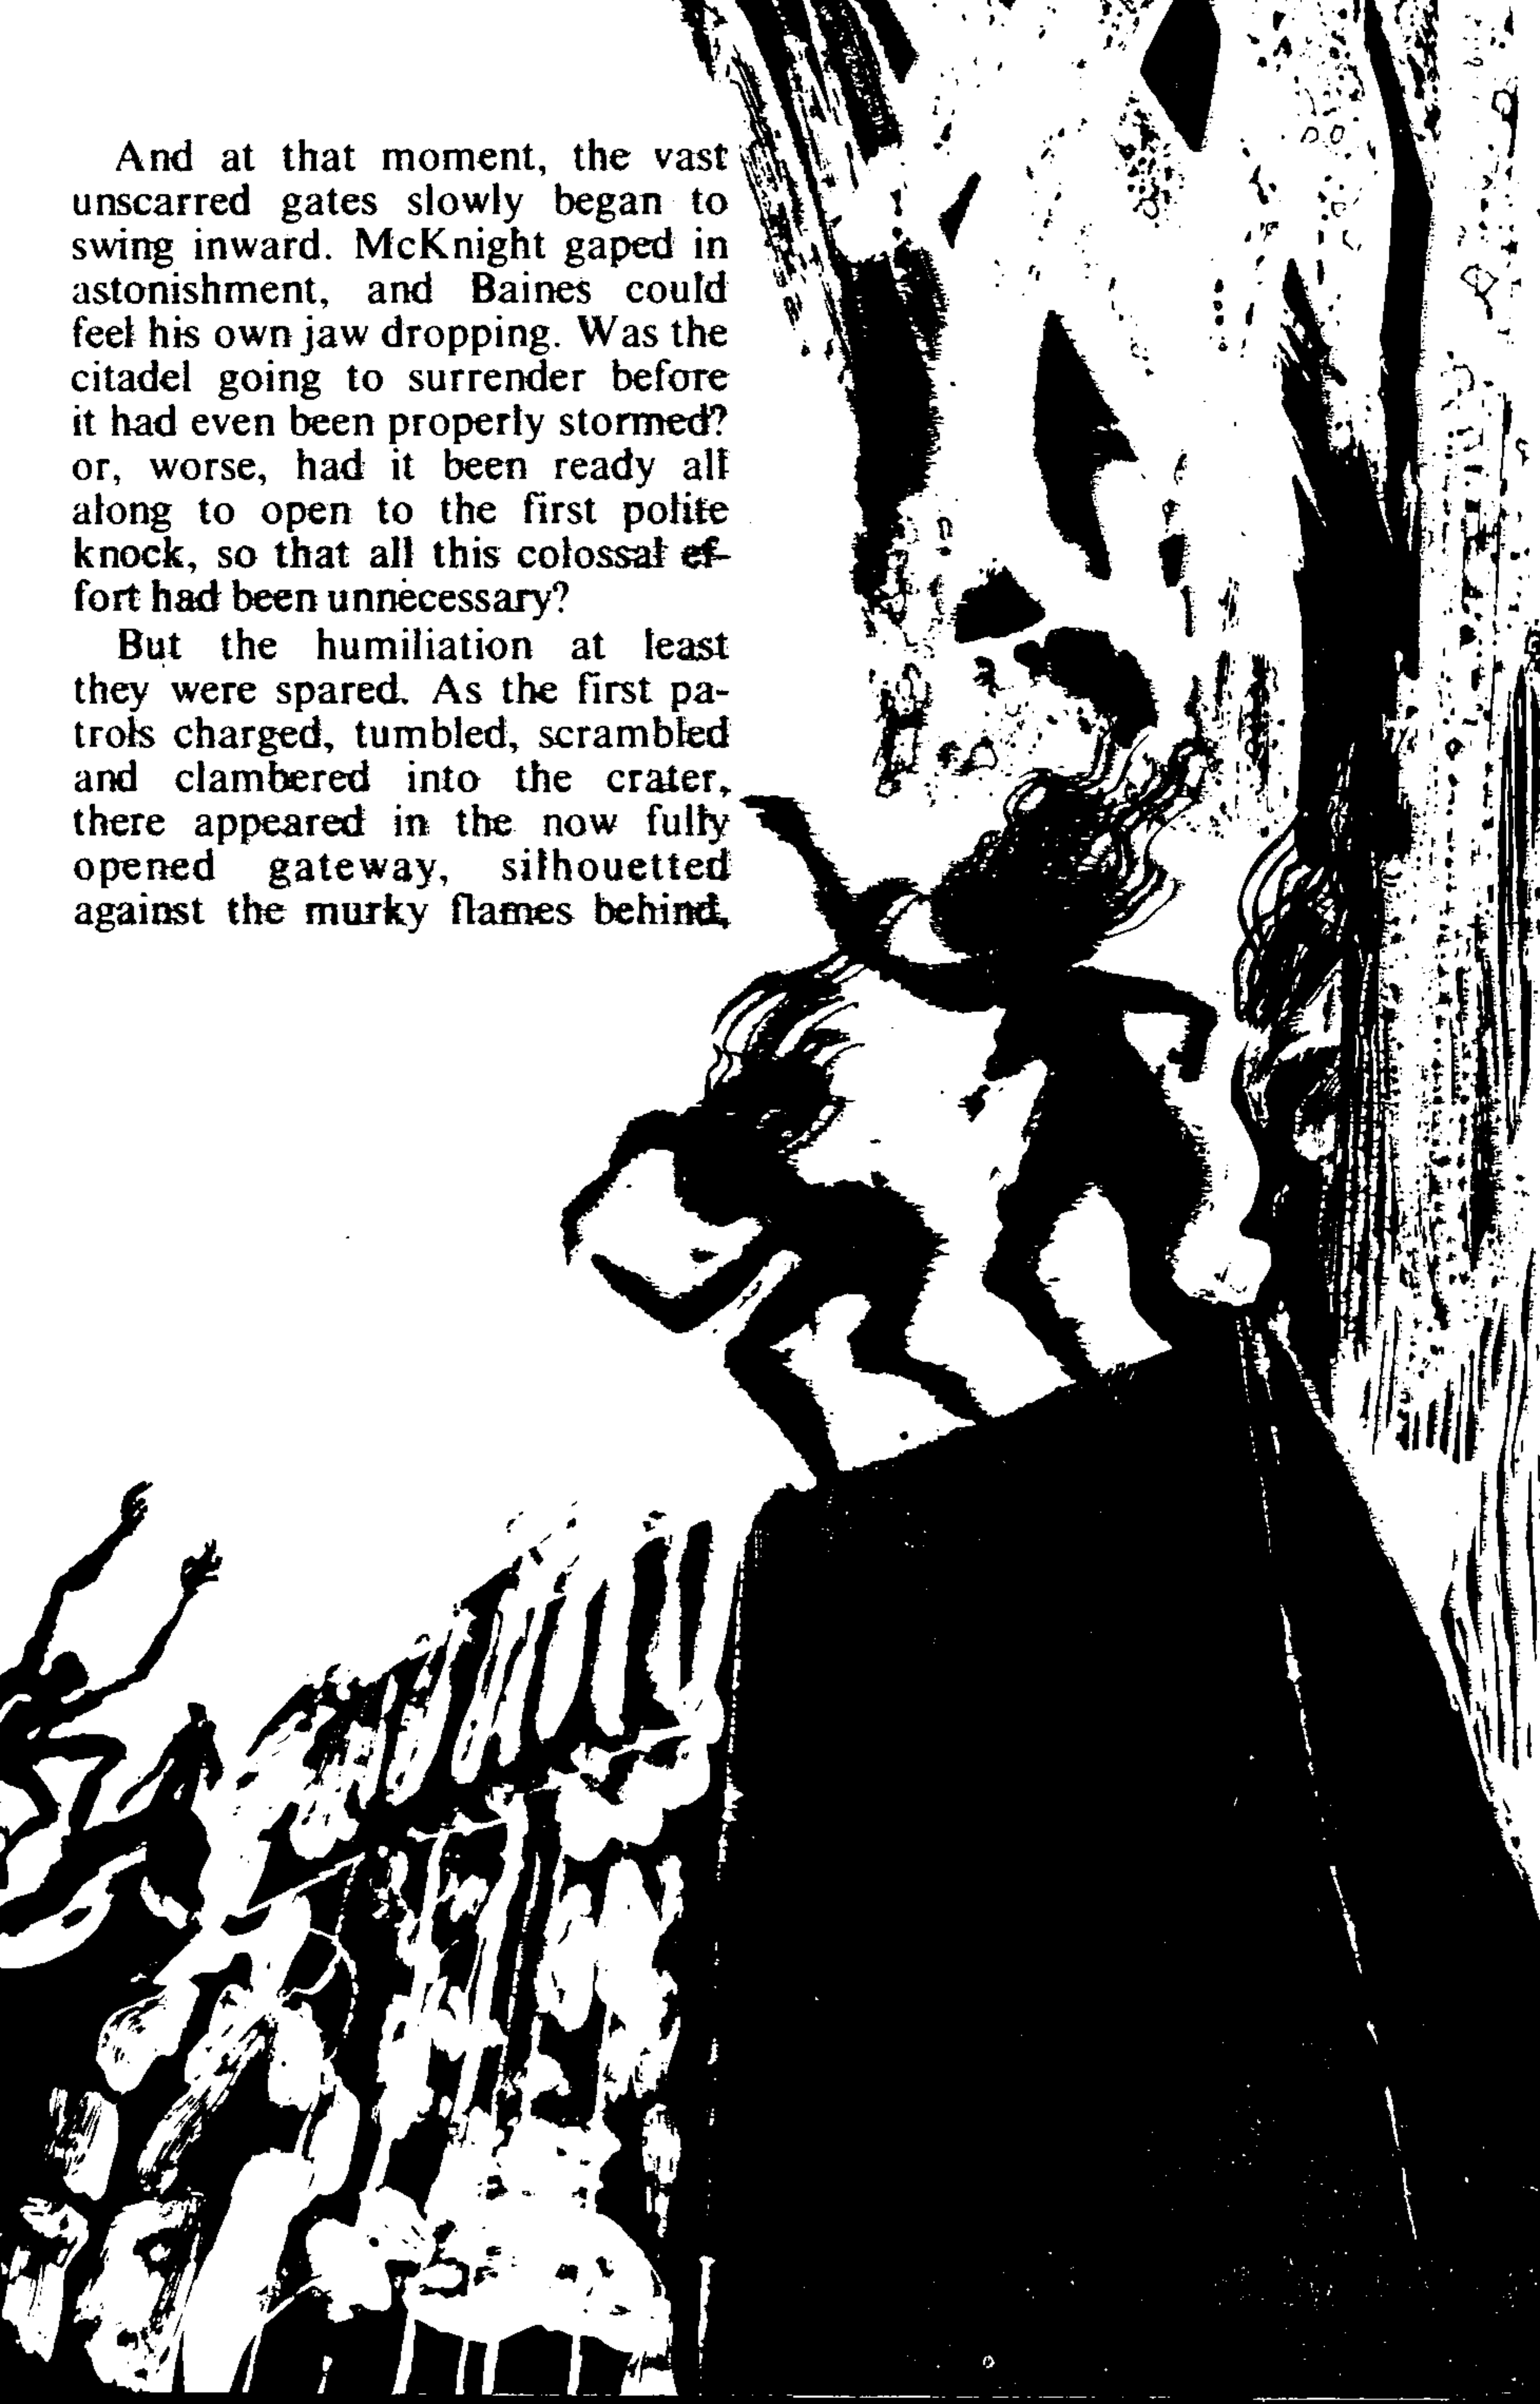 And at that moment, the vast
unscarred gates slowly began to
swing inward. McKnight gaped in
astonishment, and Baines could
feel his own jaw dropping. Was the
citadel going to surrender before
it had even been properly stormed?
or, worse, had it been ready all
along to open to the first polite
knock, so that all this colossal ef-
fort had been unnecessary?
But the humiliation at least
they were spared. As the first pa-
trols charged, tumbled, scrambled
and clambered into the crater,
there appeared in the now fully
opened gateway, silhouetted
against the murky flames behind,